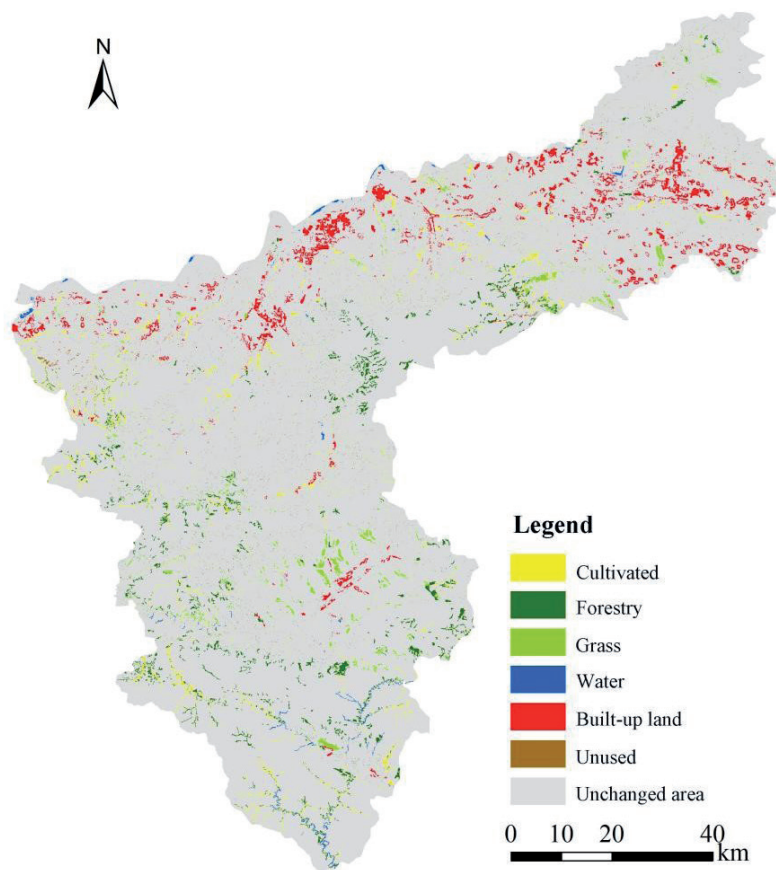 N
Legend
Cultivated
Forestry
Grass
Water
Built-up land
Unused
Unchanged area
0 10 20 40
km